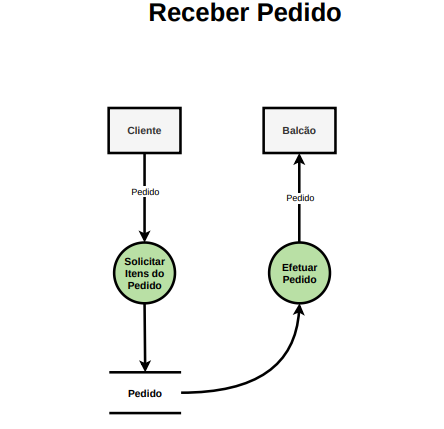 Receber Pedido
Cliente
Balcão
Pedido
Pedido
Solicitar
Itens do
Pedido
Efetuar
Pedido
Pedido